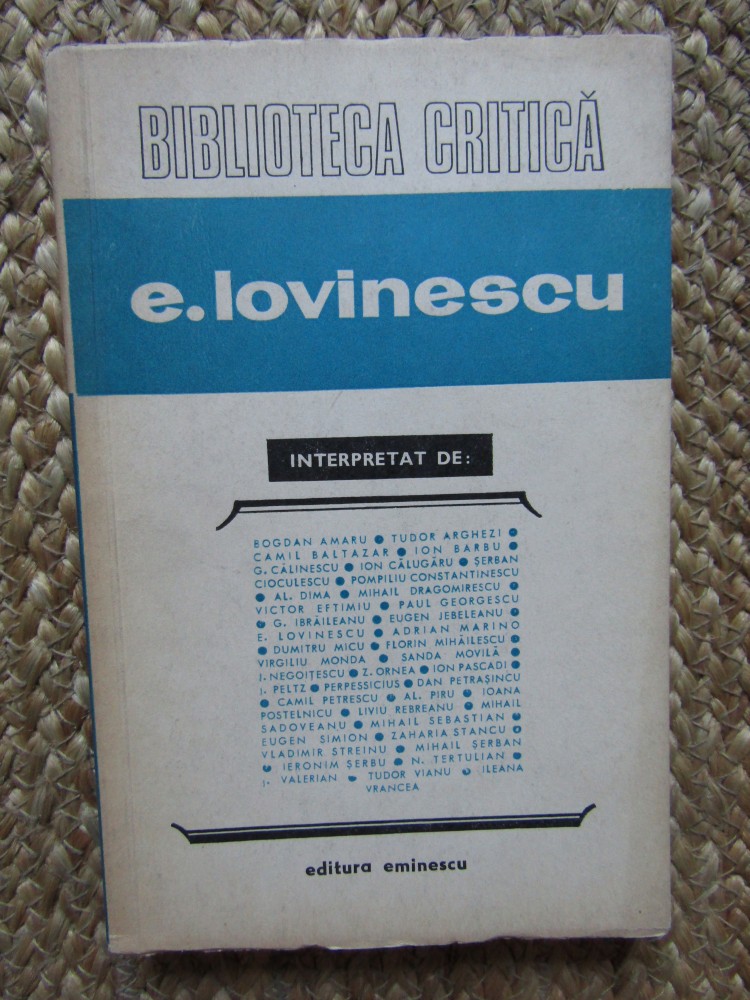 BIBLIOTECA CRITICĂ
e.lovinescu
INTERPRETAT DE:
BOGDAN AMARU ● TUDOR ARGHEZI ●
CAMIL BALTAZAR ● ION BARBU ●
G. CĂLINESCU ● ION CĂLUGĂRU ● ŞERBAN
CIOCULESCU ● POMPILIU CONSTANTINESCU
● AL. DIMA ● MIHAIL DRAGOMIRESCU ●
VICTOR EFTIMIU ● PAUL GEORGESCU
● G. IBRĂILEANU ● EUGEN JEBELEANU ●
E. LOVINESCU ● ADRIAN MARINO
● DUMITRU MICU ● FLORIN MIHĂILESCU ●
VIRGILIU MONDA ● SANDA MOVILĂ ●
I. NEGOIŢESCU ● Z. ORNEA ● ION PASCADI ●
I. PELTZ ● PERPESSICIUS ● DAN PETRAŞINCU
● CAMIL PETRESCU ● AL. PIRU ● IOANA
POSTELNICU ● LIVIU REBREANU ● MIHAIL
SADOVEANU ● MIHAIL SEBASTIAN ●
EUGEN SIMION ● ZAHARIA STANCU ●
VLADIMIR STREINU ● MIHAIL ŞERBAN
● IERONIM ŞERBU ● N. TERTULIAN ●
I. VALERIAN ● TUDOR VIANU ● ILEANA
VRANCEA
editura eminescu